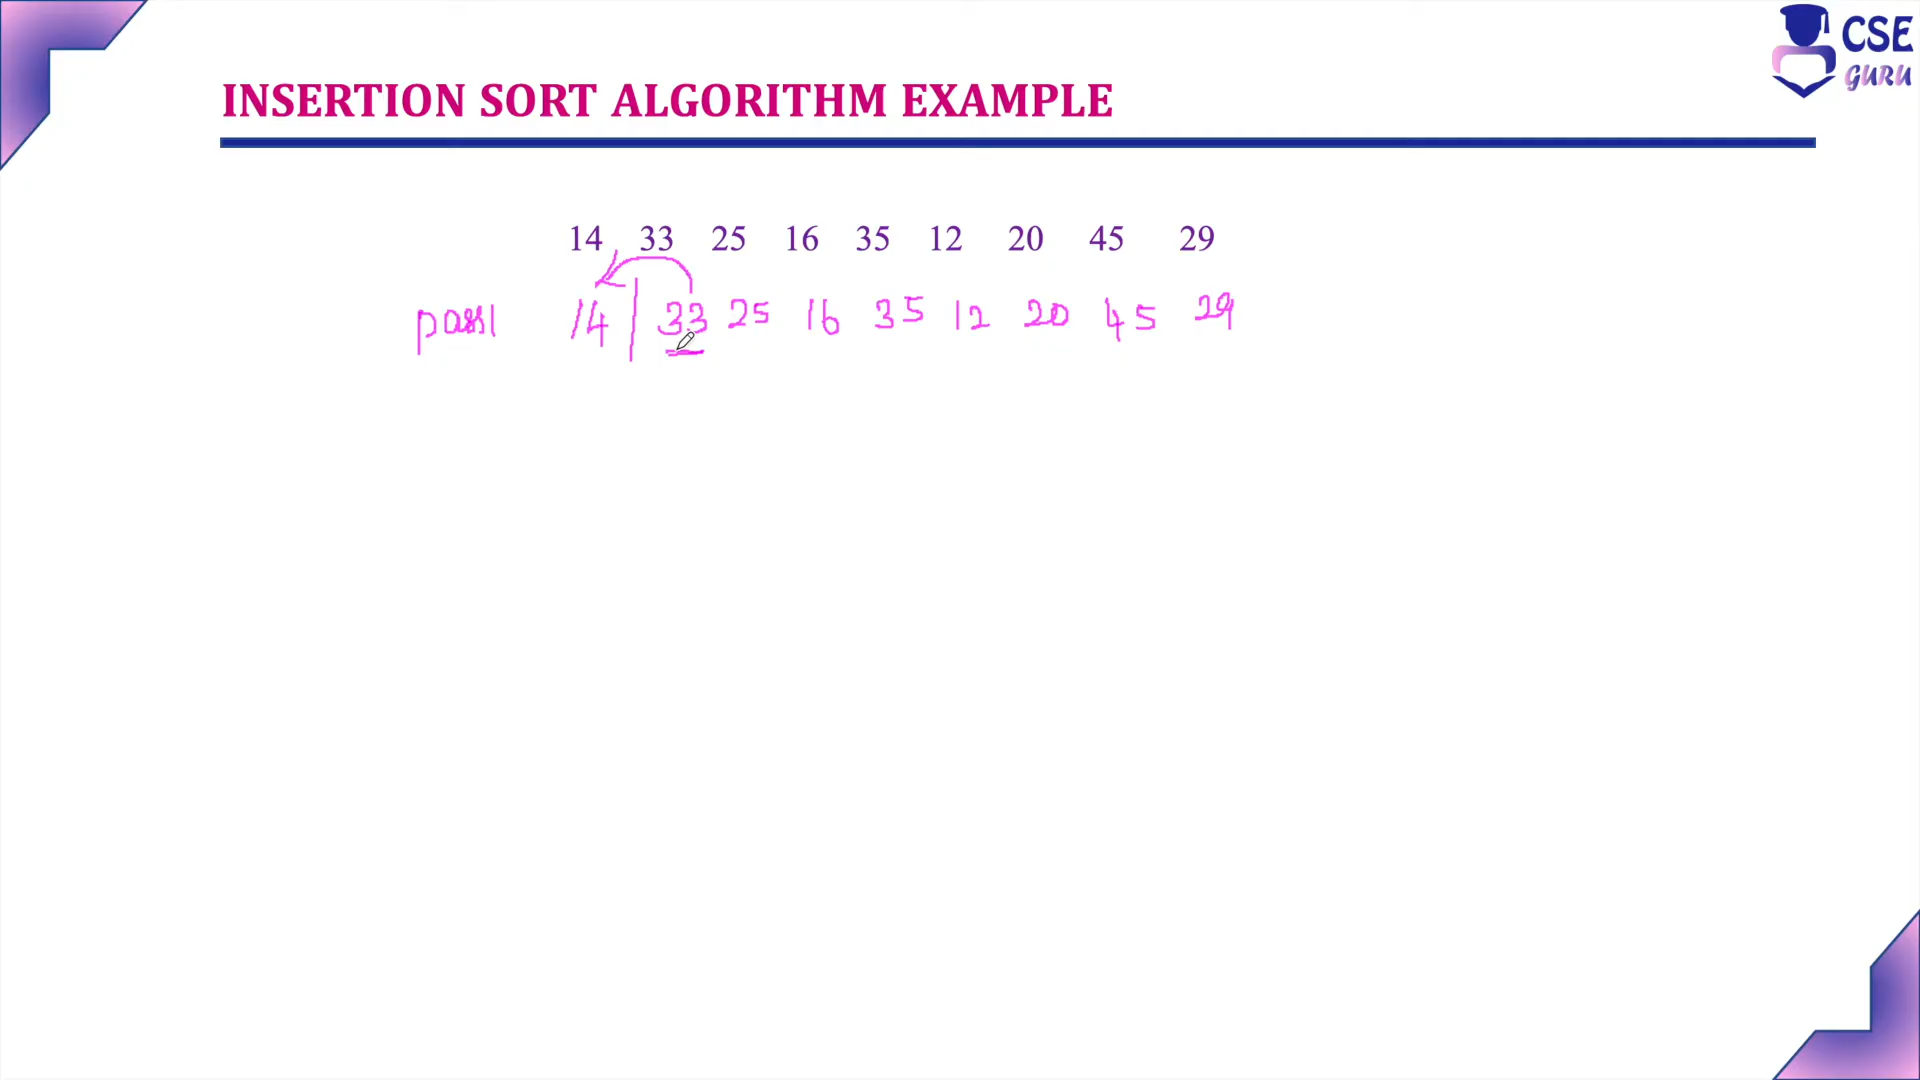 CSE
GURU
INSERTION SORT ALGORITHM EXAMPLE
14 33 25 16 35 12 20 45 29
pass1 14 | 33 25 16 35 12 20 45 29